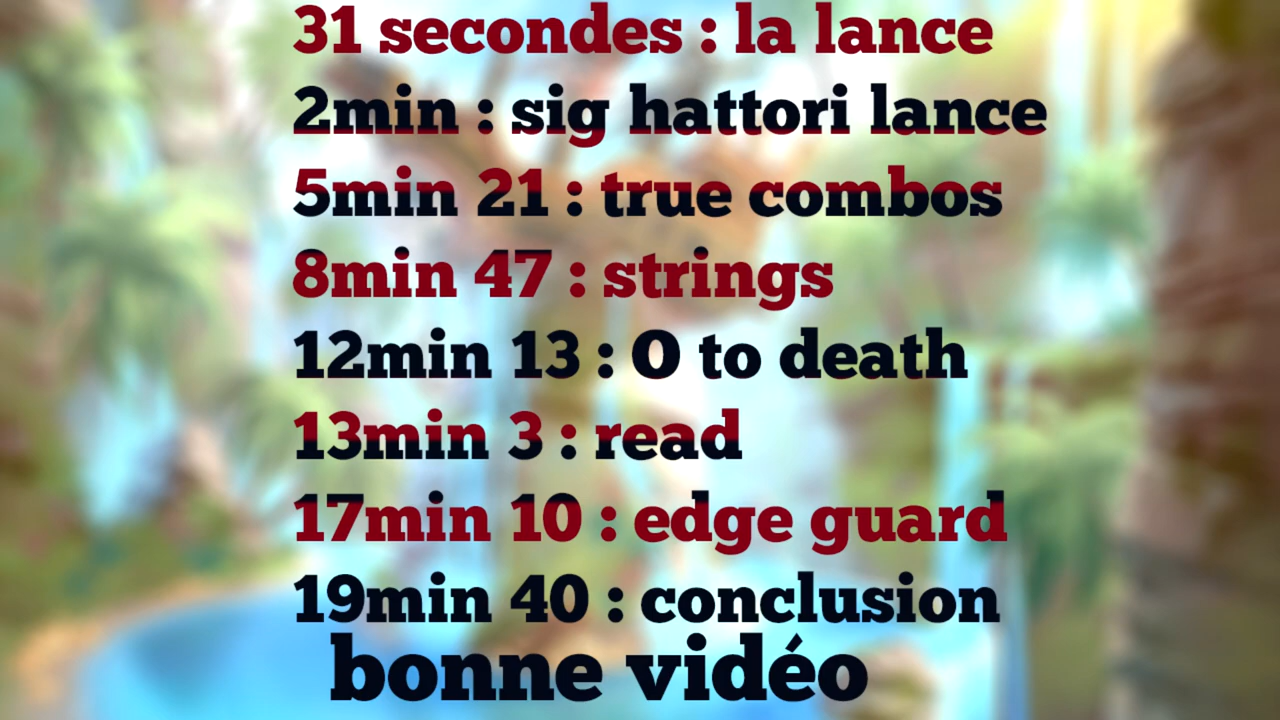 31 secondes : la lance
2min : sig hattori lance
5min 21 : true combos
8min 47 : strings
12min 13 : 0 to death
13min 3 : read
17min 10 : edge guard
19min 40 : conclusion
bonne vidéo